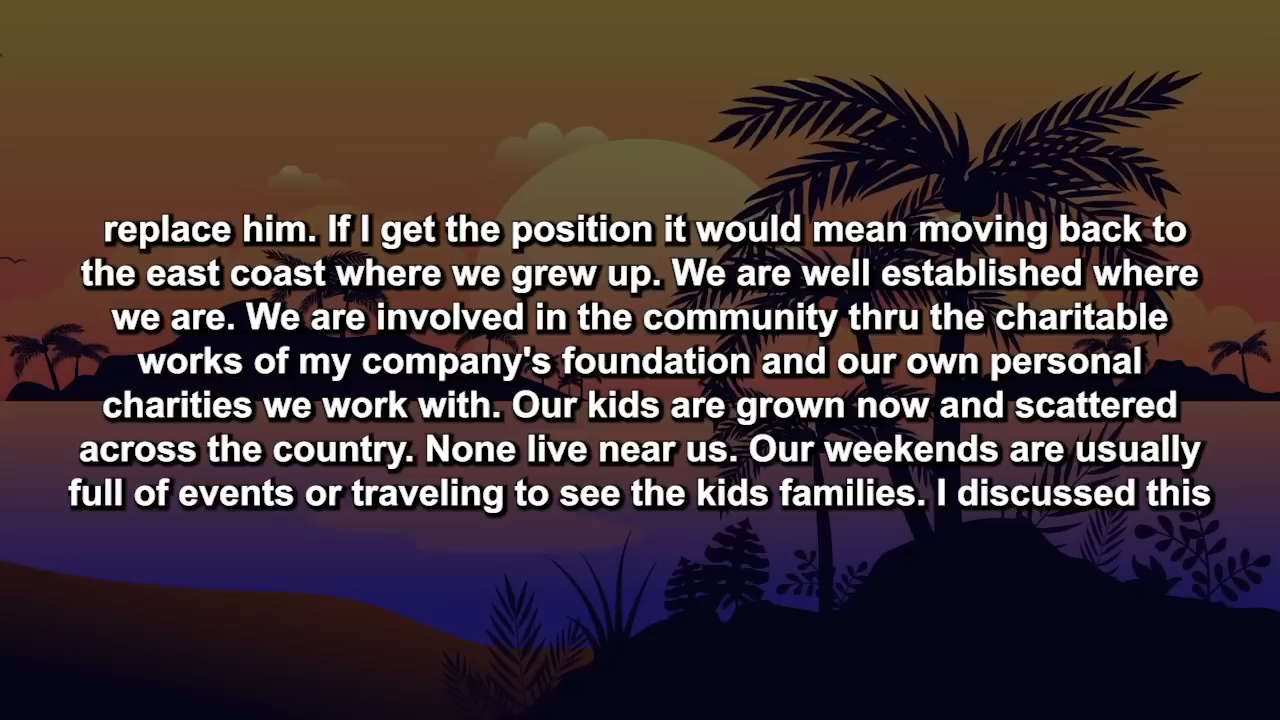 replace him. If I get the position it would mean moving back to
the east coast where we grew up. We are well established where
we are. We are involved in the community thru the charitable
works of my company's foundation and our own personal
charities we work with. Our kids are grown now and scattered
across the country. None live near us. Our weekends are usually
full of events or traveling to see the kids families. I discussed this